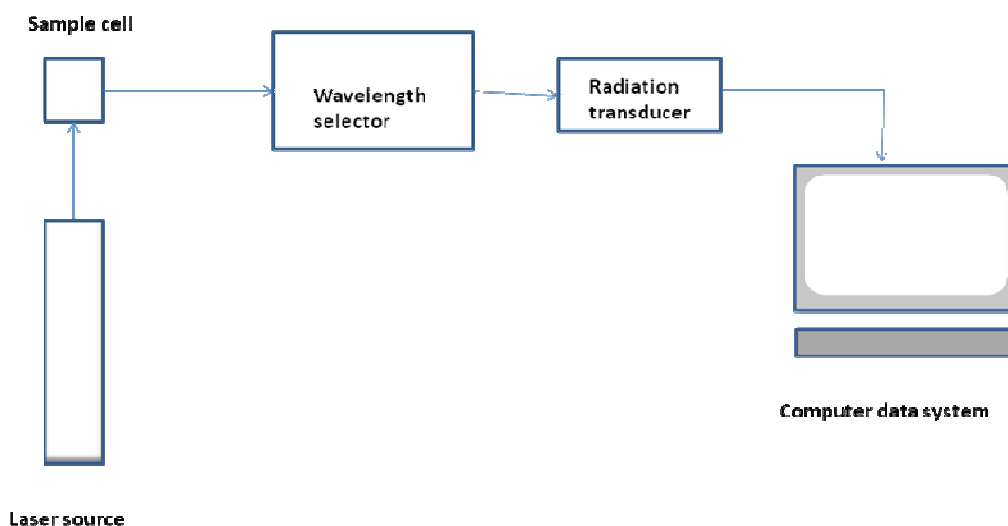 Sample cell
Wavelength
selector
Radiation
transducer
Computer data system
Laser source